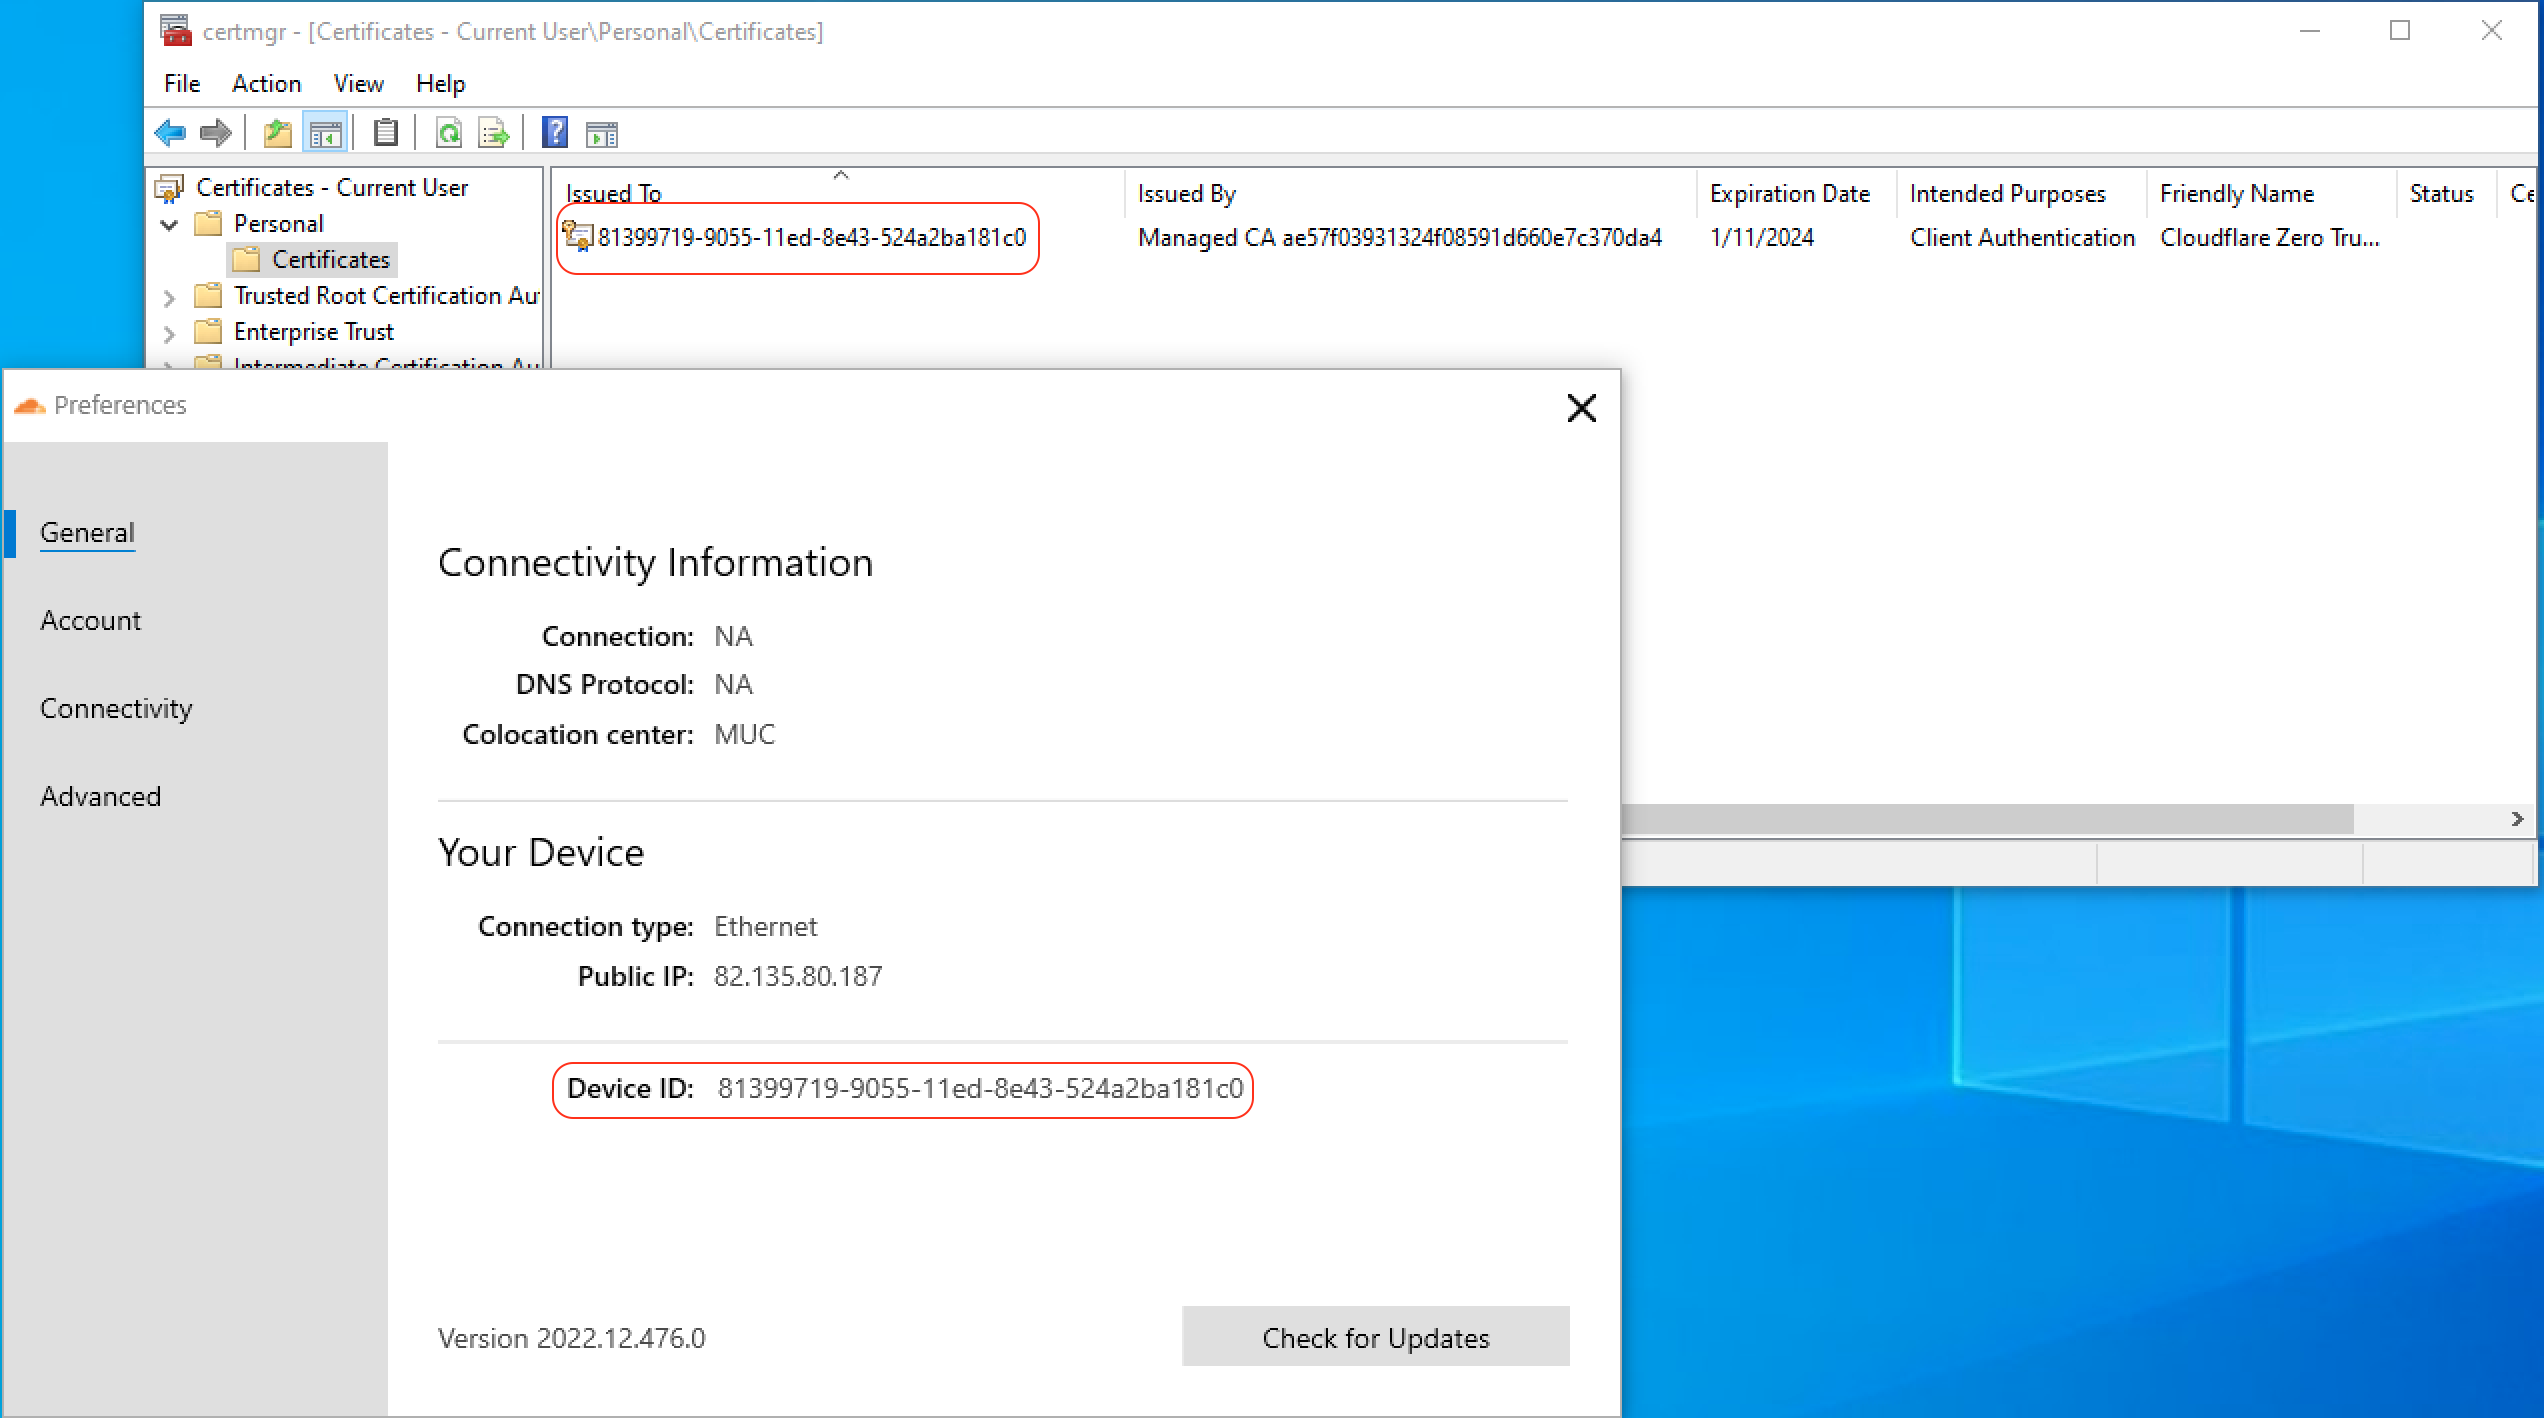 certmgr - [Certificates - Current User\Personal\Certificates]
File Action View Help
Certificates - Current User
Personal
Certificates
Trusted Root Certification Au
Enterprise Trust
Intermediate Certification Au
Issued To Issued By Expiration Date Intended Purposes Friendly Name Status Ce
81399719-9055-11ed-8e43-524a2ba181c0 Managed CA ae57f03931324f08591d660e7c370da4 1/11/2024 Client Authentication Cloudflare Zero Tru...
Preferences
General
Account
Connectivity
Advanced
Connectivity Information
Connection: NA
DNS Protocol: NA
Colocation center: MUC
Your Device
Connection type: Ethernet
Public IP: 82.135.80.187
Device ID: 81399719-9055-11ed-8e43-524a2ba181c0
Version 2022.12.476.0
Check for Updates